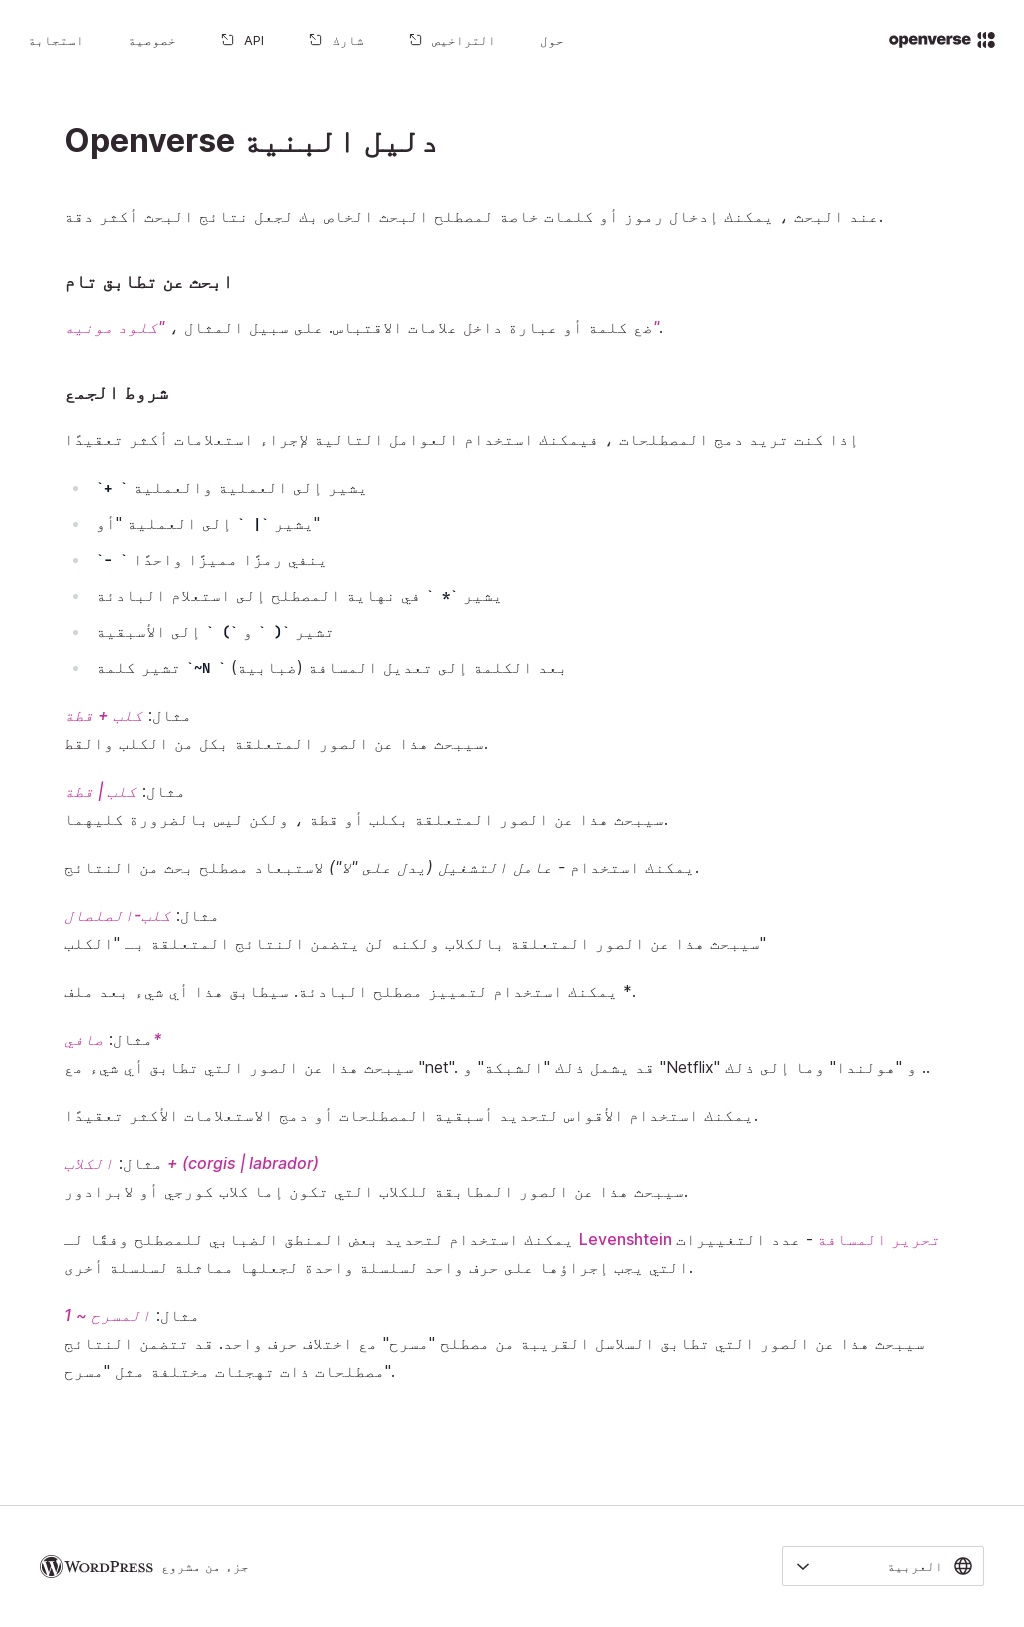 openverse
حول
التراخيص
شارك
API
خصوصية
استجابة
Openverse دليل البنية
عند البحث ، يمكنك إدخال رموز أو كلمات خاصة لمصطلح البحث الخاص بك لجعل نتائج البحث أكثر دقة.
ابحث عن تطابق تام
ضع كلمة أو عبارة داخل علامات الاقتباس. على سبيل المثال ، "كلود مونيه".
شروط الجمع
إذا كنت تريد دمج المصطلحات ، فيمكنك استخدام العوامل التالية لإجراء استعلامات أكثر تعقيدًا
`+ ` يشير إلى العملية والعملية
يشير `| ` إلى العملية "أو"
`- ` ينفي رمزًا مميزًا واحدًا
يشير `* ` في نهاية المصطلح إلى استعلام البادئة
تشير `( ` و `) ` إلى الأسبقية
تشير كلمة `~N ` بعد الكلمة إلى تعديل المسافة (ضبابية)
مثال: كلب + قطة
سيبحث هذا عن الصور المتعلقة بكل من الكلب والقط.
مثال: كلب | قطة
سيبحث هذا عن الصور المتعلقة بكلب أو قطة ، ولكن ليس بالضرورة كليهما.
يمكنك استخدام - عامل التشغيل (يدل على "لا") لاستبعاد مصطلح بحث من النتائج.
مثال: كلب-الصلصال
سيبحث هذا عن الصور المتعلقة بالكلاب ولكنه لن يتضمن النتائج المتعلقة بـ "الكلب"
يمكنك استخدام لتمييز مصطلح البادئة. سيطابق هذا أي شيء بعد ملف *.
مثال: صافي*
سيبحث هذا عن الصور التي تطابق أي شيء مع "net". قد يشمل ذلك "الشبكة" و "Netflix" و "هولندا" وما إلى ذلك ..
يمكنك استخدام الأقواس لتحديد أسبقية المصطلحات أو دمج الاستعلامات الأكثر تعقيدًا.
مثال: الكلاب + (corgis | labrador)
سيبحث هذا عن الصور المطابقة للكلاب التي تكون إما كلاب كورجي أو لابرادور.
يمكنك استخدام لتحديد بعض المنطق الضبابي للمصطلح وفقًا لـ Levenshtein تحرير المسافة - عدد التغييرات
التي يجب إجراؤها على حرف واحد لسلسلة واحدة لجعلها مماثلة لسلسلة أخرى.
مثال: المسرح ~ 1
سيبحث هذا عن الصور التي تطابق السلاسل القريبة من مصطلح "مسرح" مع اختلاف حرف واحد. قد تتضمن النتائج
مصطلحات ذات تهجئات مختلفة مثل "مسرح".
العربية
جزء من مشروع WORDPRESS